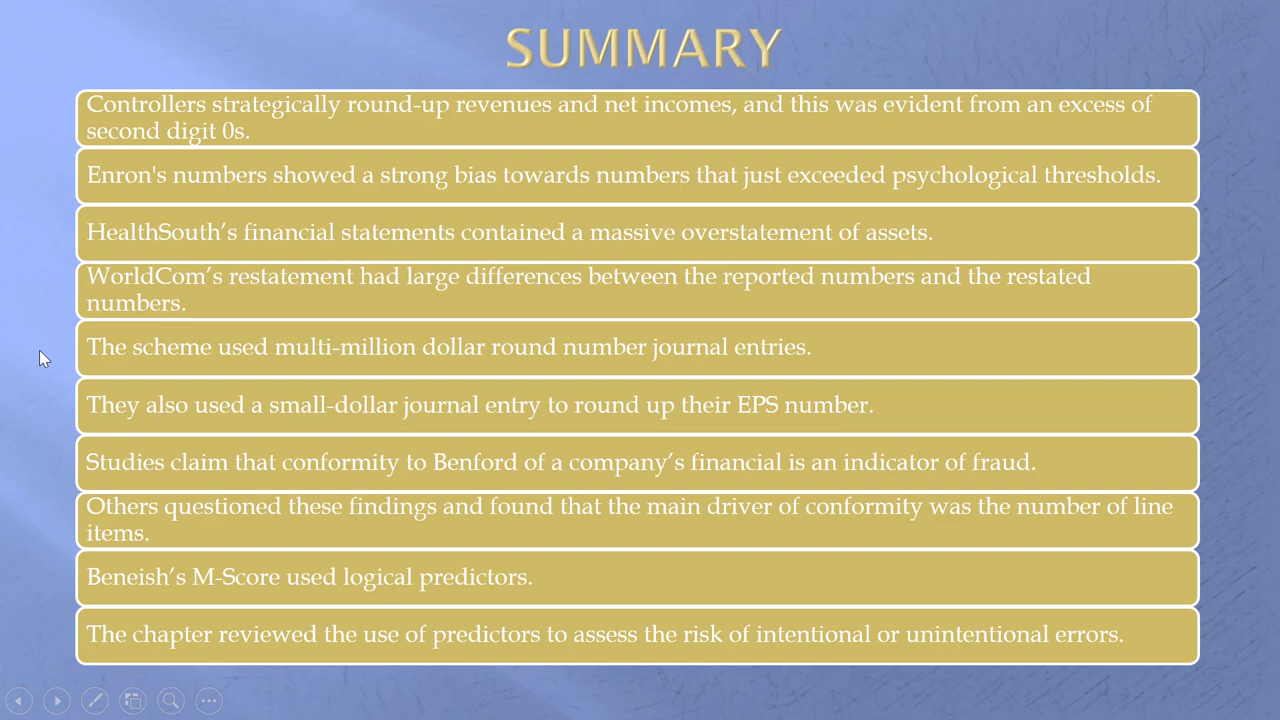 SUMMARY
Controllers strategically round-up revenues and net incomes, and this was evident from an excess of
second digit 0s.
Enron's numbers showed a strong bias towards numbers that just exceeded psychological thresholds.
HealthSouth’s financial statements contained a massive overstatement of assets.
WorldCom’s restatement had large differences between the reported numbers and the restated
numbers.
The scheme used multi-million dollar round number journal entries.
They also used a small-dollar journal entry to round up their EPS number.
Studies claim that conformity to Benford of a company’s financial is an indicator of fraud.
Others questioned these findings and found that the main driver of conformity was the number of line
items.
Beneish’s M-Score used logical predictors.
The chapter reviewed the use of predictors to assess the risk of intentional or unintentional errors.